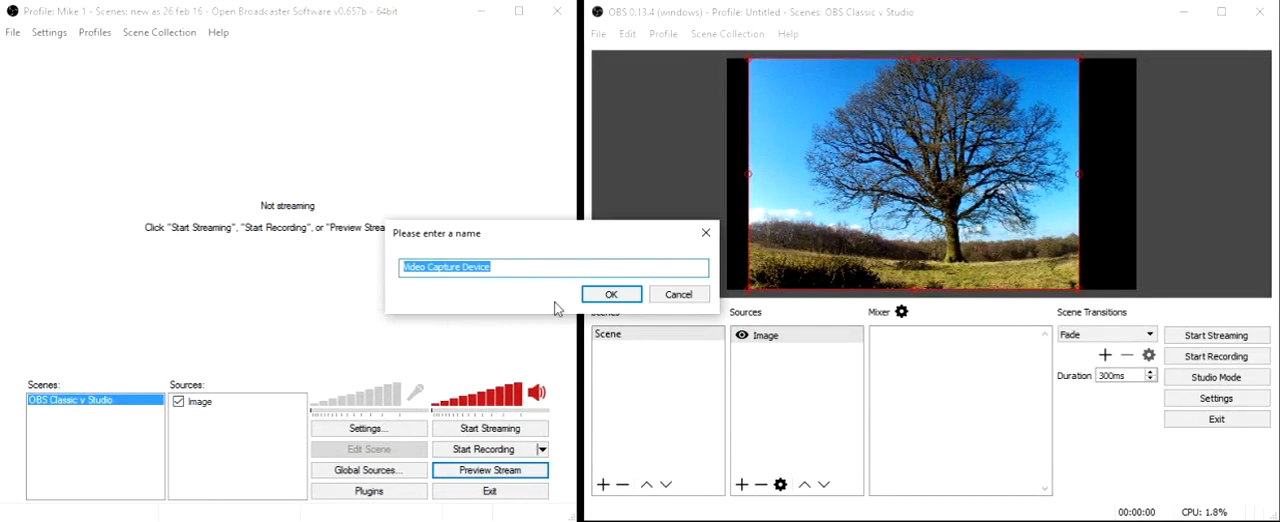 Profile: Mike 1 - Scenes: new as 26 feb 16 - Open Broadcaster Software v0.657b - 64bit
File Settings Profiles Scene Collection Help
Not streaming
Click "Start Streaming", "Start Recording", or "Preview Strea
Please enter a name
Video Capture Device
OK Cancel
Scenes:
OBS Classic v Studio
Sources:
Image
Settings...
Start Streaming
Edit Scene
Start Recording
Global Sources...
Preview Stream
Plugins
Exit
OBS 0.13.4 (windows) - Profile: Untitled - Scenes: OBS Classic v Studio
File Edit Profile Scene Collection Help
Scenes
Scene
Sources
Image
Mixer
Scene Transitions
Fade
Duration 300ms
Start Streaming
Start Recording
Studio Mode
Settings
Exit
00:00:00 CPU: 1.8%